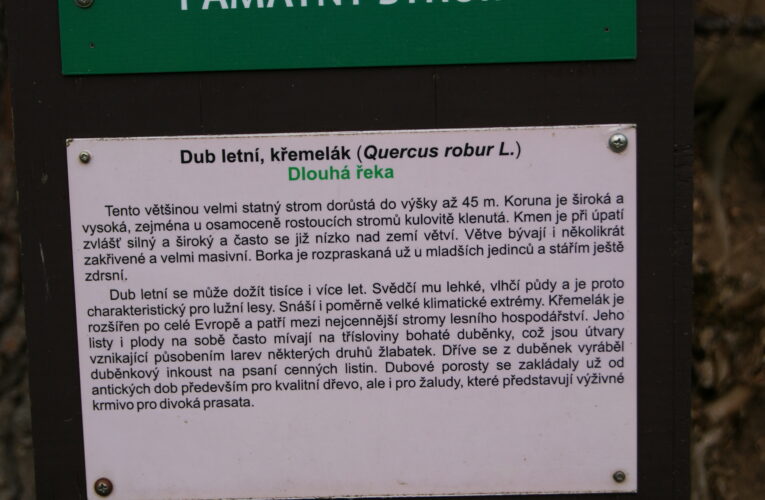 PAMÁTNÝ STROM
Dub letní, křemelák (Quercus robur L.)
Dlouhá řeka
Tento většinou velmi statný strom dorůstá do výšky až 45 m. Koruna je široká a
vysoká, zejména u osamoceně rostoucích stromů kulovitě klenutá. Kmen je při úpatí
zvlášť silný a široký a často se již nízko nad zemí větví. Větve bývají i několikrát
zakřivené a velmi masivní. Borka je rozpraskaná už u mladších jedinců a stářím ještě
zdrsní.
Dub letní se může dožít tisíce i více let. Svědčí mu lehké, vlhčí půdy a je proto
charakteristický pro lužní lesy. Snáší i poměrně velké klimatické extrémy. Křemelák je
rozšířen po celé Evropě a patří mezi nejcennější stromy lesního hospodářství. Jeho
listy i plody na sobě často mívají na třísloviny bohaté duběnky, což jsou útvary
vznikající působením larev některých druhů žlabatek. Dříve se z duběnek vyráběl
duběnkový inkoust na psaní cenných listin. Dubové porosty se zakládaly už od
antických dob především pro kvalitní dřevo, ale i pro žaludy, které představují výživné
krmivo pro divoká prasata.